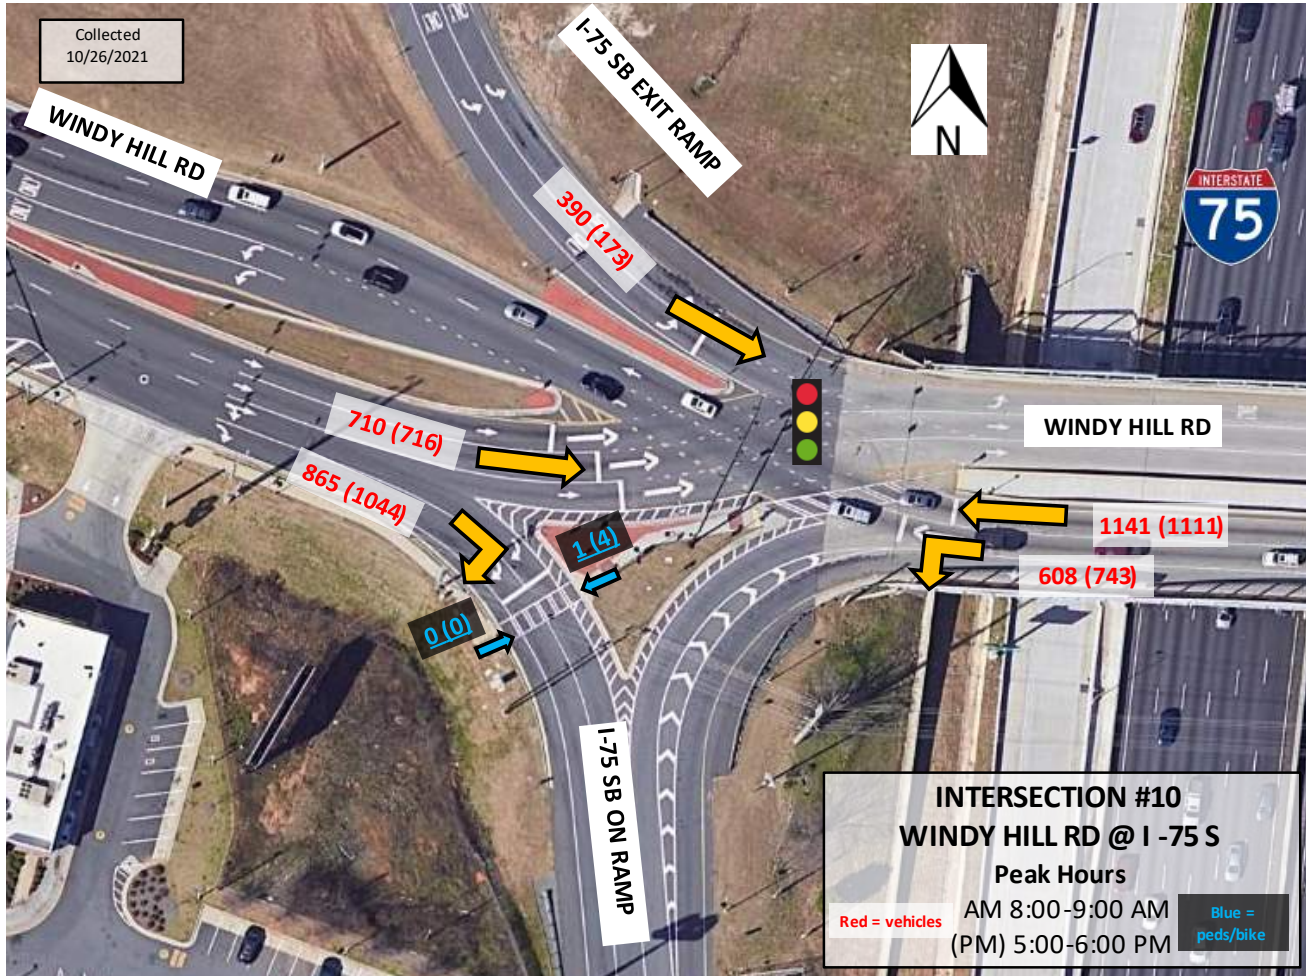 Collected
10/26/2021
WINDY HILL RD
I-75 SB EXIT RAMP
N
INTERSTATE
75
ONLY
ONLY
390 (173)
WINDY HILL RD
710 (716)
865 (1044)
1 (4)
0 (0)
1141 (1111)
608 (743)
I-75 SB ON RAMP
INTERSECTION #10
WINDY HILL RD @ I -75 S
Peak Hours
AM 8:00-9:00 AM
(PM) 5:00-6:00 PM
Red = vehicles
Blue =
peds/bike